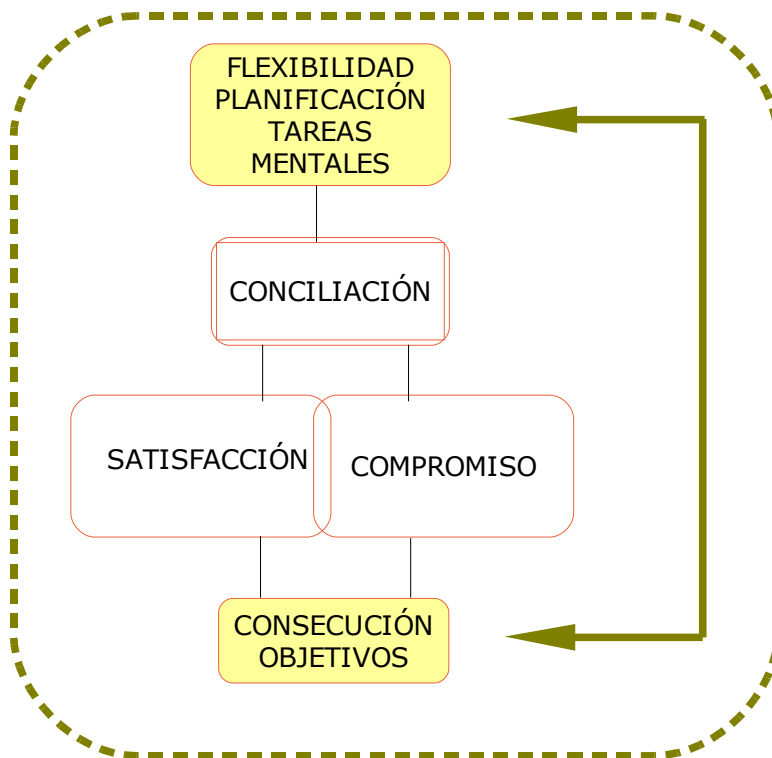 FLEXIBILIDAD
PLANIFICACIÓN
TAREAS
MENTALES
CONCILIACIÓN
SATISFACCIÓN
COMPROMISO
CONSECUCIÓN
OBJETIVOS